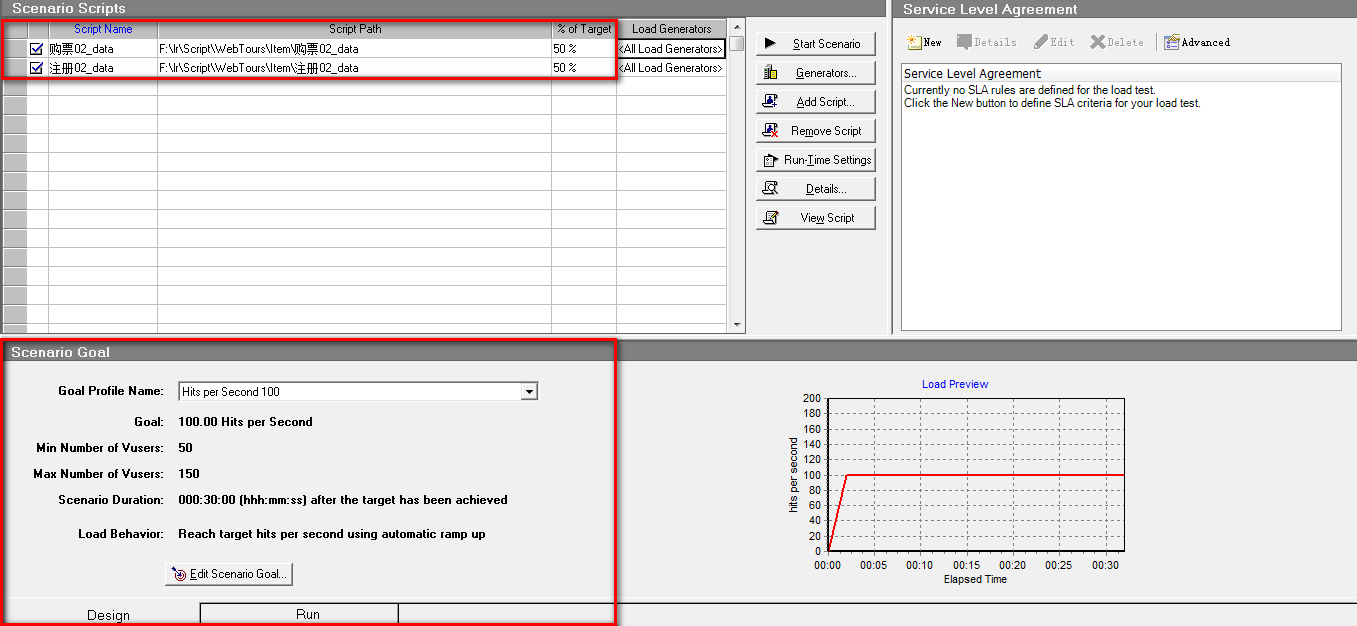 Scenario Scripts
Script Name Script Path % of Target Load Generators
购票02_data F:\lr\Script\WebTours\Item\购票02_data 50 % <All Load Generators>
注册02_data F:\lr\Script\WebTours\Item\注册02_data 50 % <All Load Generators>
Start Scenario
Generators...
Add Script...
Remove Script
Run-Time Settings
Details...
View Script
Service Level Agreement
New Details Edit Delete Advanced
Service Level Agreement
Currently no SLA rules are defined for the load test.
Click the New button to define SLA criteria for your load test.
Scenario Goal
Goal Profile Name: Hits per Second 100
Goal: 100.00 Hits per Second
Min Number of Vusers: 50
Max Number of Vusers: 150
Scenario Duration: 000:30:00 (hhh:mm:ss) after the target has been achieved
Load Behavior: Reach target hits per second using automatic ramp up
Edit Scenario Goal...
Design Run
Load Preview
hits per second
200
180
160
140
120
100
80
60
40
20
0
00:00 00:05 00:10 00:15 00:20 00:25 00:30
Elapsed Time